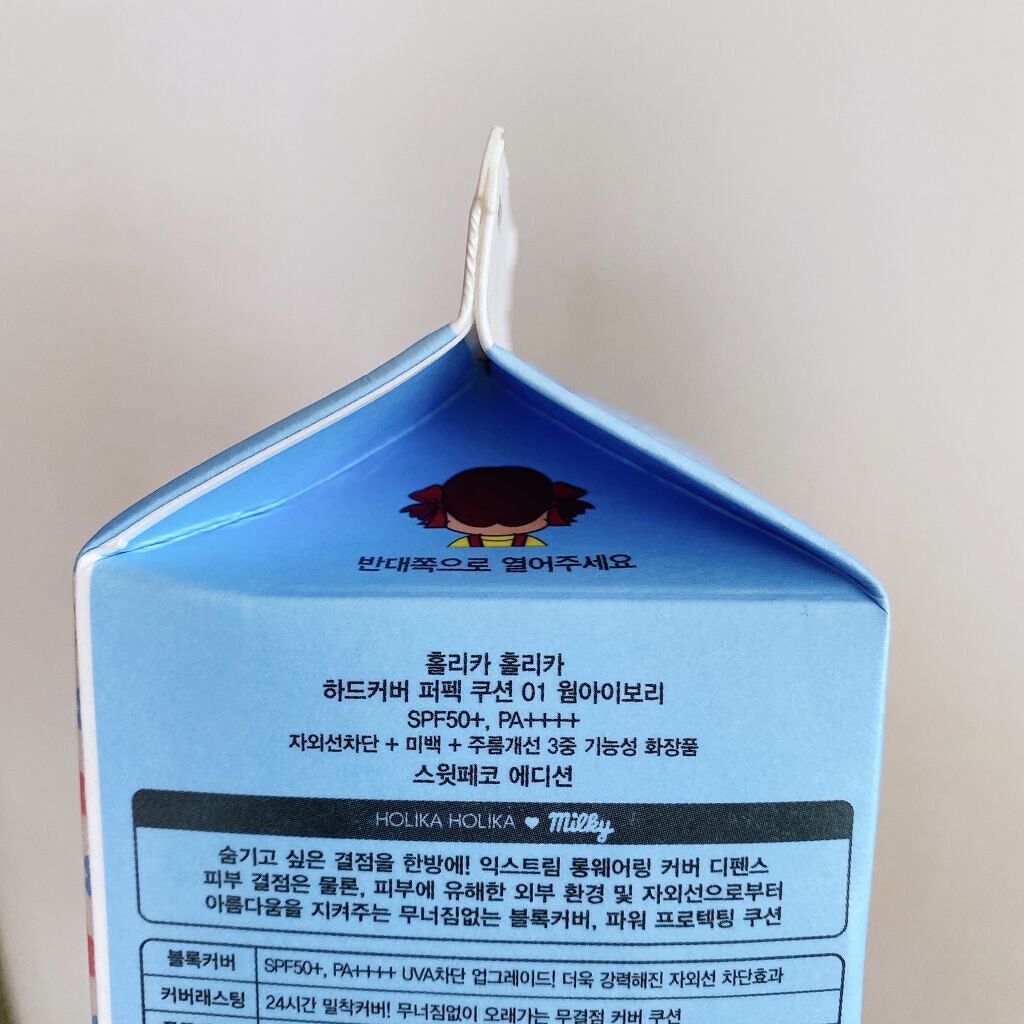 반대쪽으로 열어주세요
홀리카 홀리카
하드커버 퍼펙 쿠션 01 웜아이보리
SPF50+, PA++++
자외선차단 + 미백 + 주름개선 3중 기능성 화장품
스윗페코 에디션
HOLIKA HOLIKA ♥ Milky
숨기고 싶은 결점을 한방에! 익스트림 롱웨어링 커버 디펜스
피부 결점은 물론, 피부에 유해한 외부 환경 및 자외선으로부터
아름다움을 지켜주는 무너짐없는 블록커버, 파워 프로텍팅 쿠션
블록커버 SPF50+, PA++++ UVA차단 업그레이드! 더욱 강력해진 자외선 차단효과
커버래스팅 24시간 밀착커버! 무너짐없이 오래가는 무결점 커버 쿠션